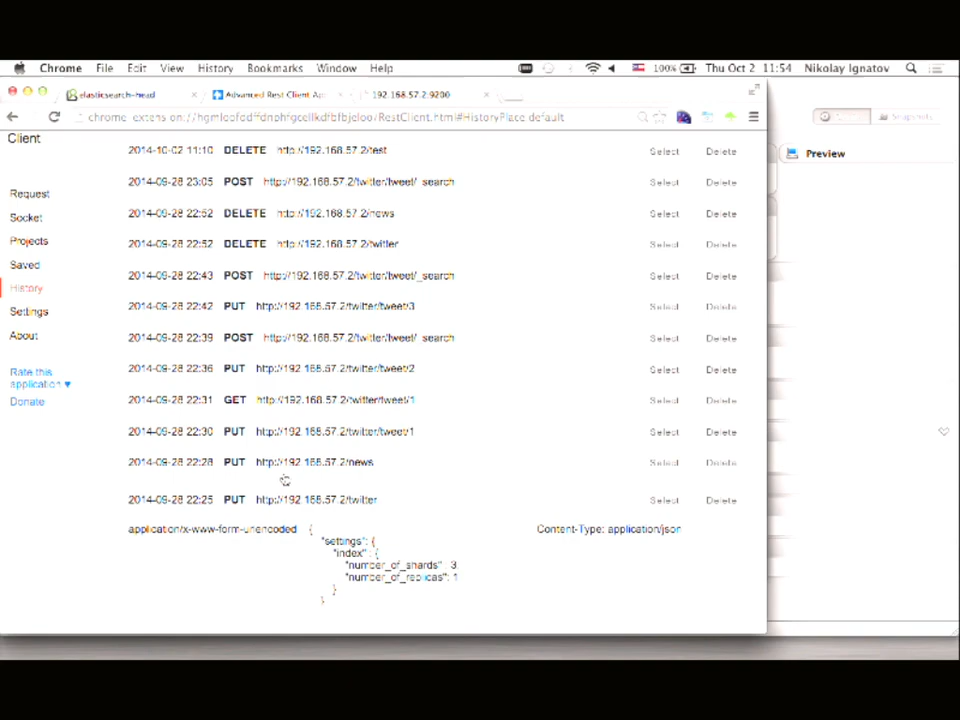 Chrome File Edit View History Bookmarks Window Help 100% Thu Oct 2 11:54 Nikolay Ignatov
elasticsearch-head Advanced Rest Client App 192.168.57.2:9200
Client
Preview
2014-10-02 11:10 DELETE http://192.168.57.2/test Select Delete
2014-09-28 23:05 POST http://192.168.57.2/twitter/tweet/_search Select Delete
Request
2014-09-28 22:52 DELETE http://192.168.57.2/news Select Delete
Socket
Projects
2014-09-28 22:52 DELETE http://192.168.57.2/twitter Select Delete
Saved
2014-09-28 22:43 POST http://192.168.57.2/twitter/tweet/_search Select Delete
History
2014-09-28 22:42 PUT http://192.168.57.2/twitter/tweet/3 Select Delete
Settings
About
2014-09-28 22:39 POST http://192.168.57.2/twitter/tweet/_search Select Delete
2014-09-28 22:36 PUT http://192.168.57.2/twitter/tweet/2 Select Delete
Rate this
application ▾
Donate
2014-09-28 22:31 GET http://192.168.57.2/twitter/tweet/1 Select Delete
2014-09-28 22:30 PUT http://192.168.57.2/twitter/tweet/1 Select Delete
2014-09-28 22:28 PUT http://192.168.57.2/news Select Delete
2014-09-28 22:25 PUT http://192.168.57.2/twitter Select Delete
application/x-www-form-urlencoded { Content-Type: application/json
"settings": {
"index" : {
"number_of_shards" : 3,
"number_of_replicas": 1
}
}